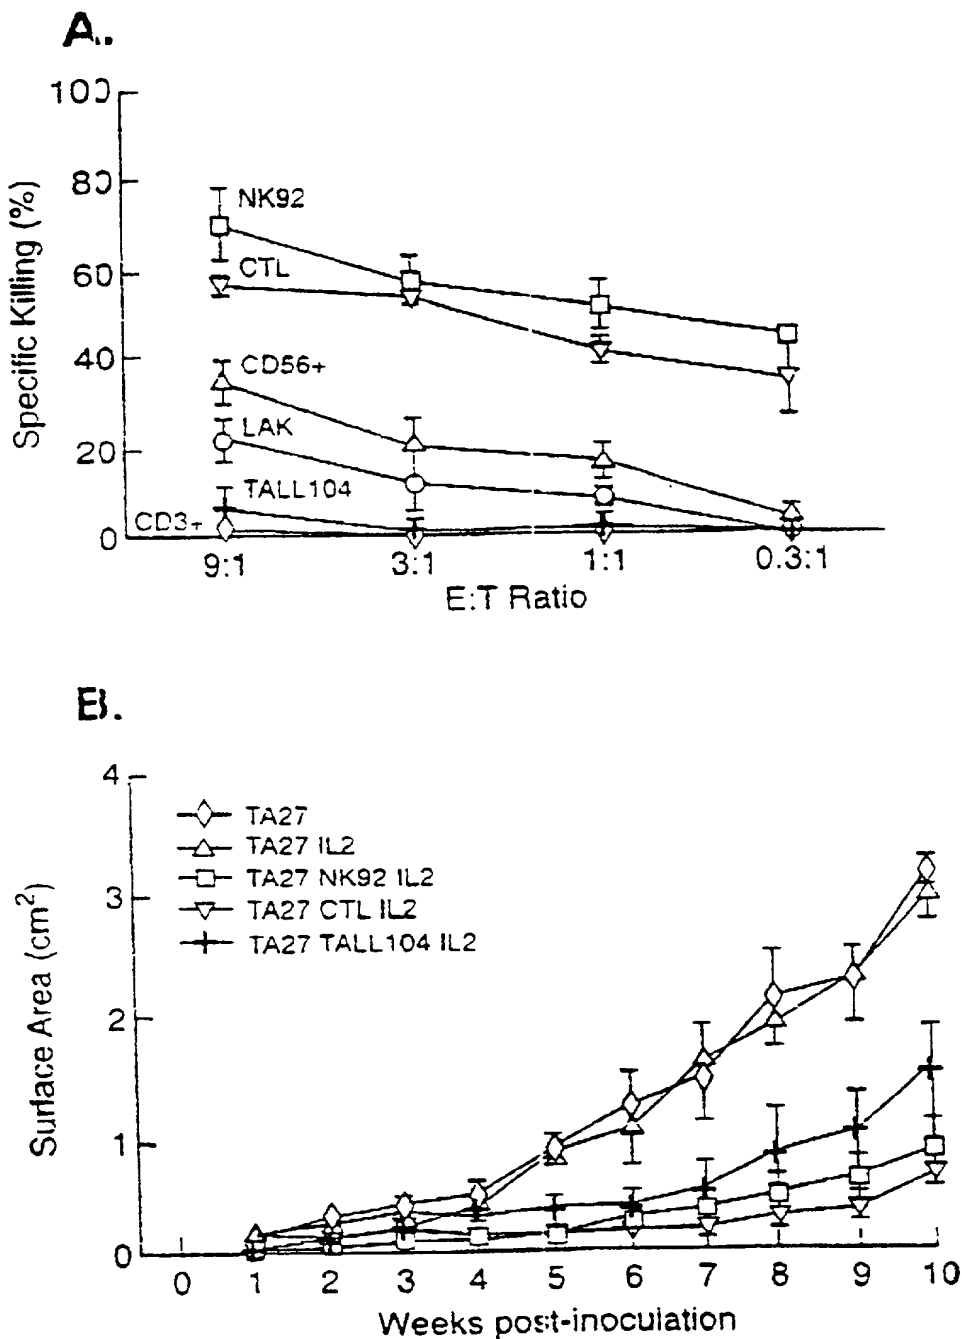 A.
100
80
60
40
20
0
Specific Killing (%)
NK92
CTL
CD56+
LAK
TALL104
CD3+
9:1 3:1 1:1 0.3:1
E:T Ratio
B.
4
3
2
1
0
Surface Area (cm²)
TA27
TA27 IL2
TA27 NK92 IL2
TA27 CTL IL2
TA27 TALL104 IL2
0 1 2 3 4 5 6 7 8 9 10
Weeks post-inoculation